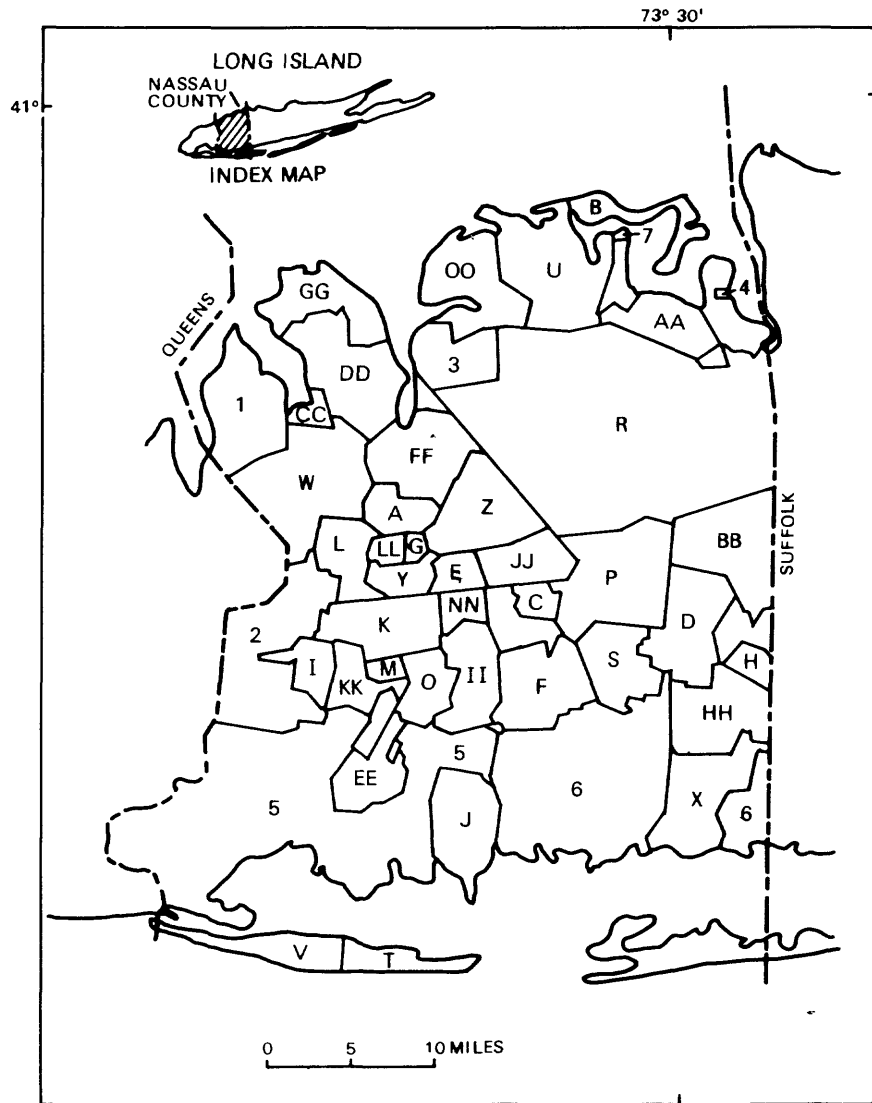 73° 30'
LONG ISLAND
NASSAU
COUNTY
41°
INDEX MAP
B
7
OO
U
GG
4
QUEENS
AA
DD
3
1
CC
R
FF
W
Z
A
SUFFOLK
L
LL
G
JJ
BB
Y
E
P
NN
C
K
D
2
I
M
H
KK
O
II
F
S
HH
5
EE
6
5
X
6
J
V
T
0 5 10 MILES